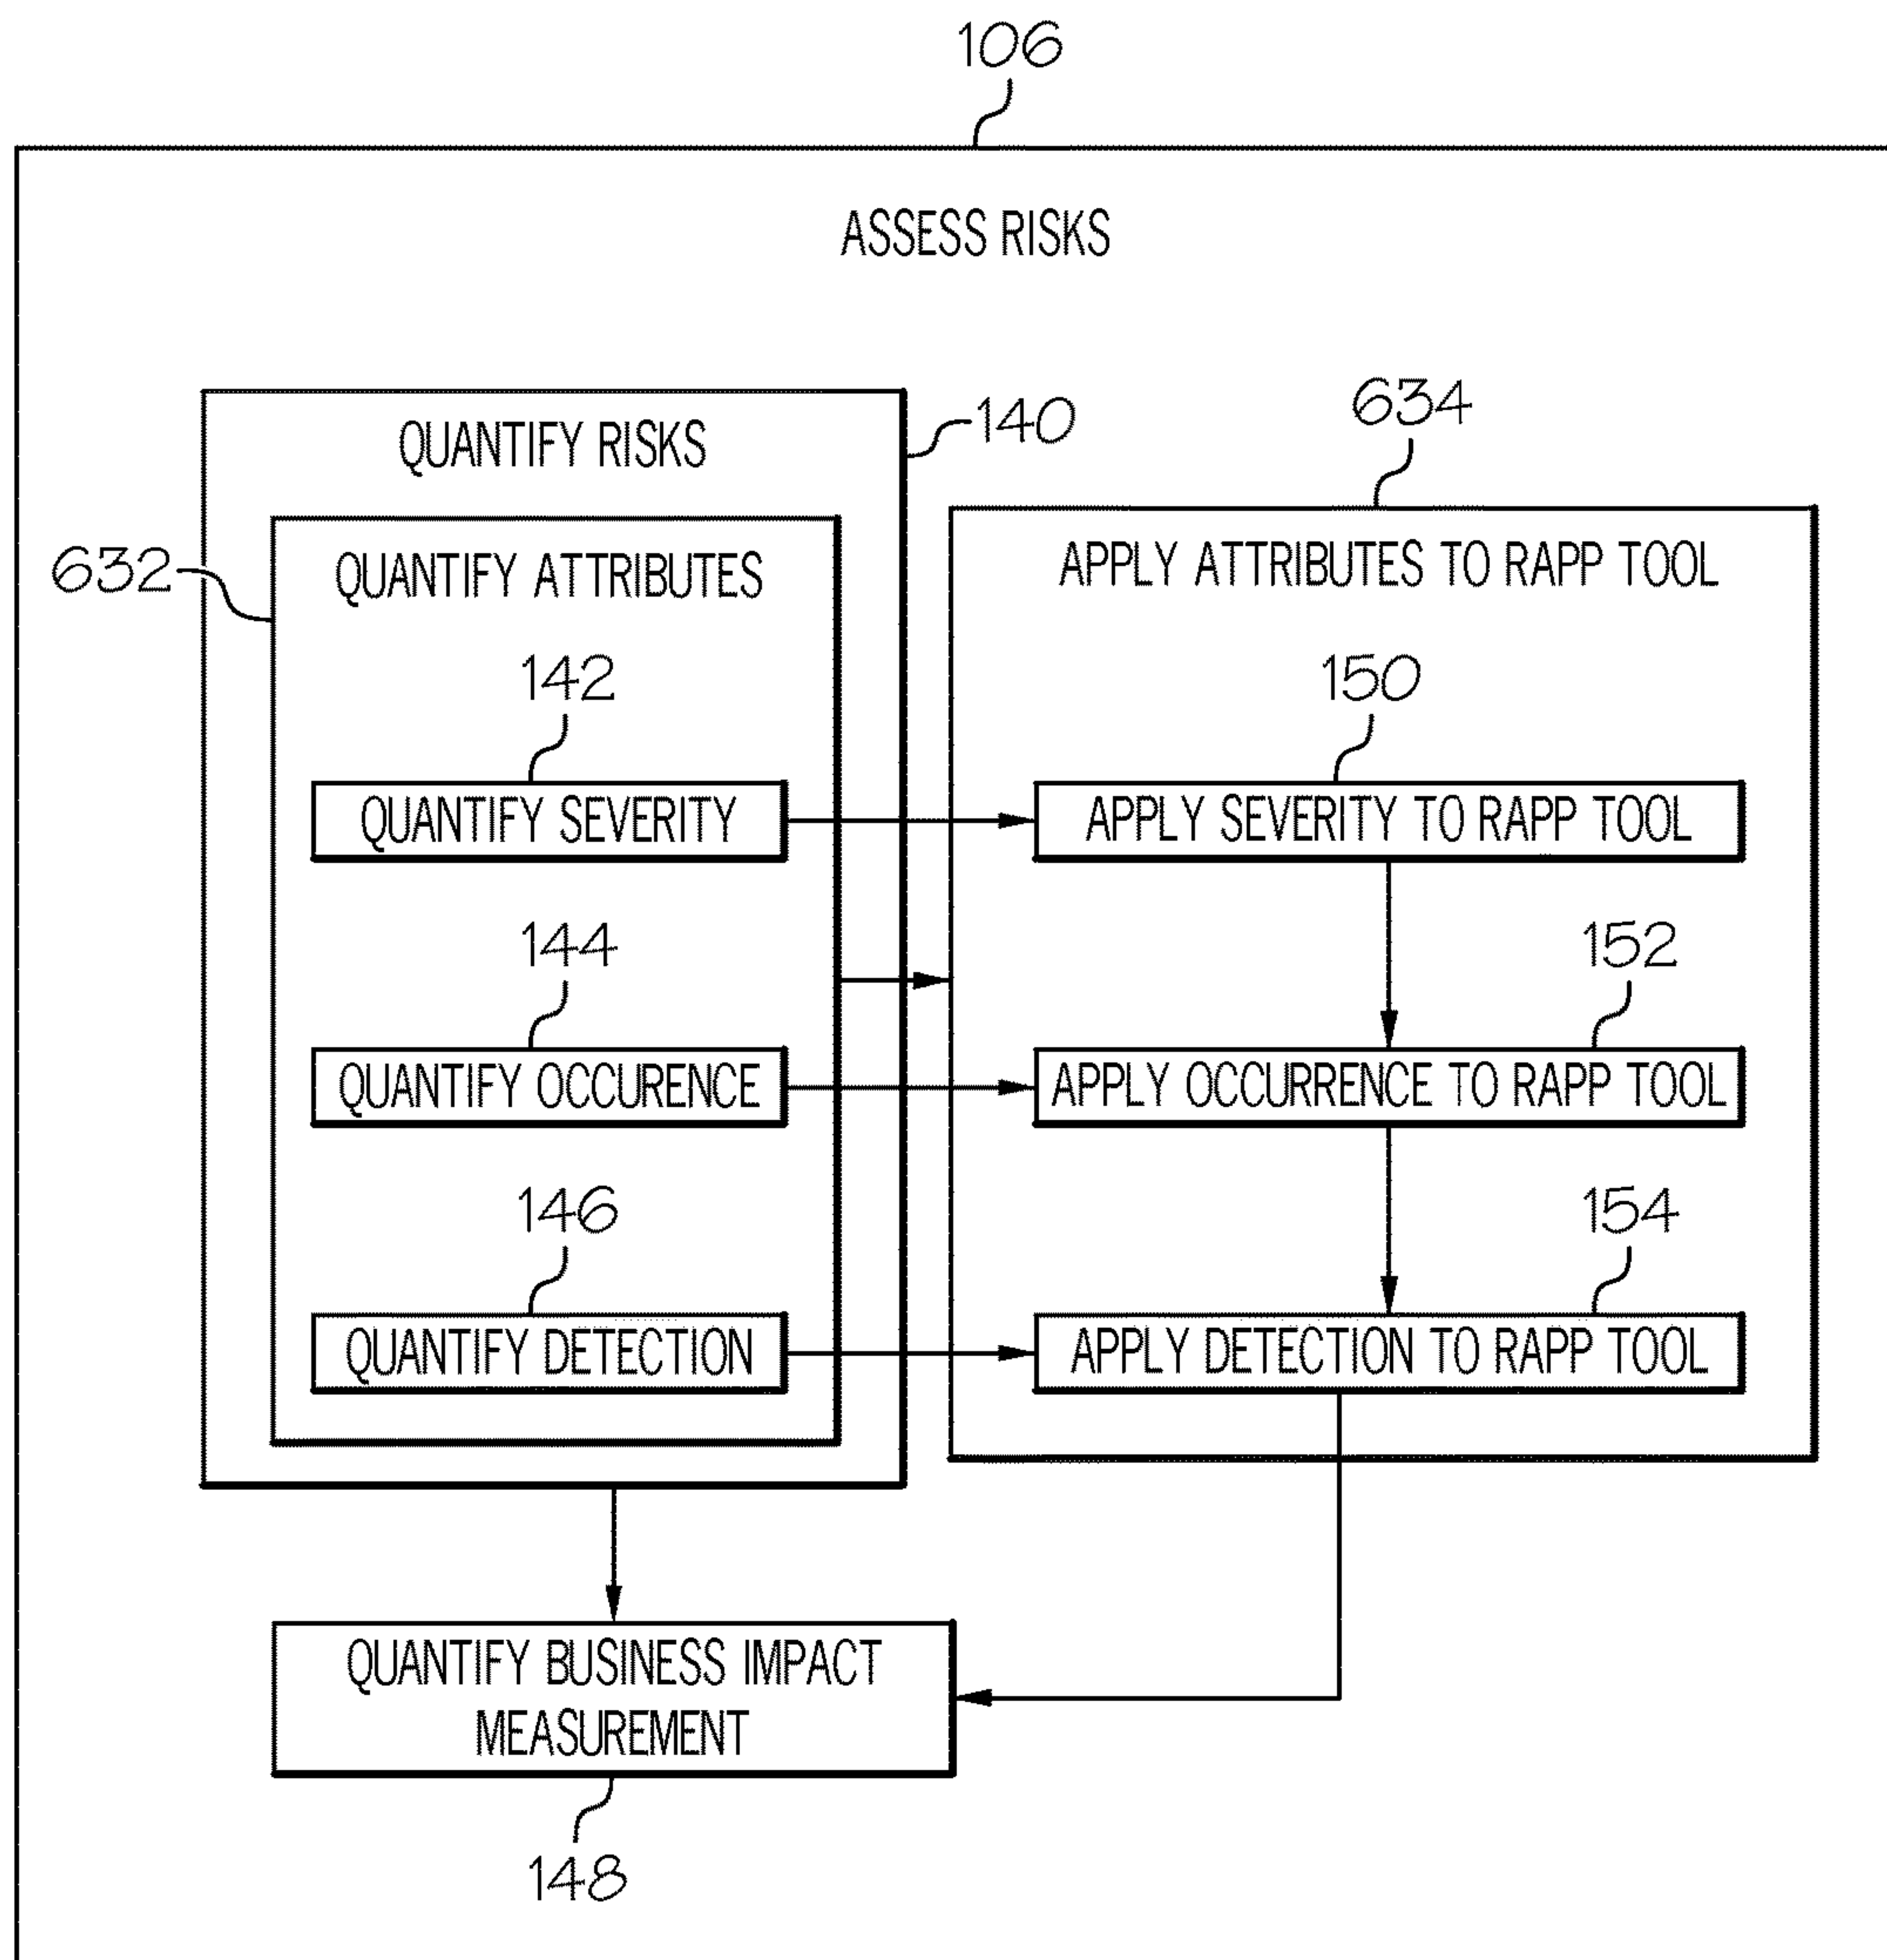 106
ASSESS RISKS
QUANTIFY RISKS
140
634
632
QUANTIFY ATTRIBUTES
APPLY ATTRIBUTES TO RAPP TOOL
142
150
QUANTIFY SEVERITY
APPLY SEVERITY TO RAPP TOOL
144
152
QUANTIFY OCCURENCE
APPLY OCCURRENCE TO RAPP TOOL
146
154
QUANTIFY DETECTION
APPLY DETECTION TO RAPP TOOL
QUANTIFY BUSINESS IMPACT
MEASUREMENT
148